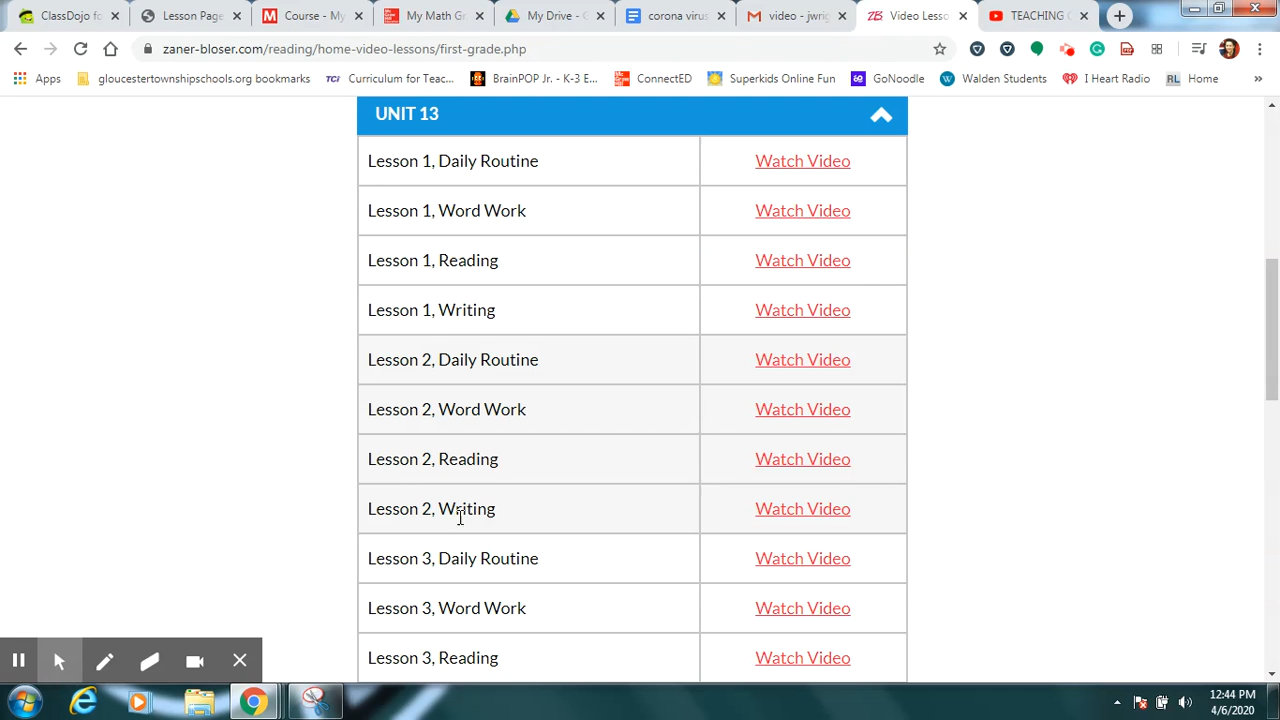 ClassDojo fo
Lesson Page
Course - My
My Math Gr
My Drive - G
corona virus
video - jwrig
Video Lesso
TEACHING C
zaner-bloser.com/reading/home-video-lessons/first-grade.php
Apps
gloucestertownshipschools.org bookmarks
TCi Curriculum for Teac...
BrainPOP Jr. - K-3 E...
ConnectED
Superkids Online Fun
GoNoodle
Walden Students
I Heart Radio
RL Home
»
UNIT 13
Lesson 1, Daily Routine Watch Video
Lesson 1, Word Work Watch Video
Lesson 1, Reading Watch Video
Lesson 1, Writing Watch Video
Lesson 2, Daily Routine Watch Video
Lesson 2, Word Work Watch Video
Lesson 2, Reading Watch Video
Lesson 2, Writing Watch Video
Lesson 3, Daily Routine Watch Video
Lesson 3, Word Work Watch Video
Lesson 3, Reading Watch Video
12:44 PM
4/6/2020